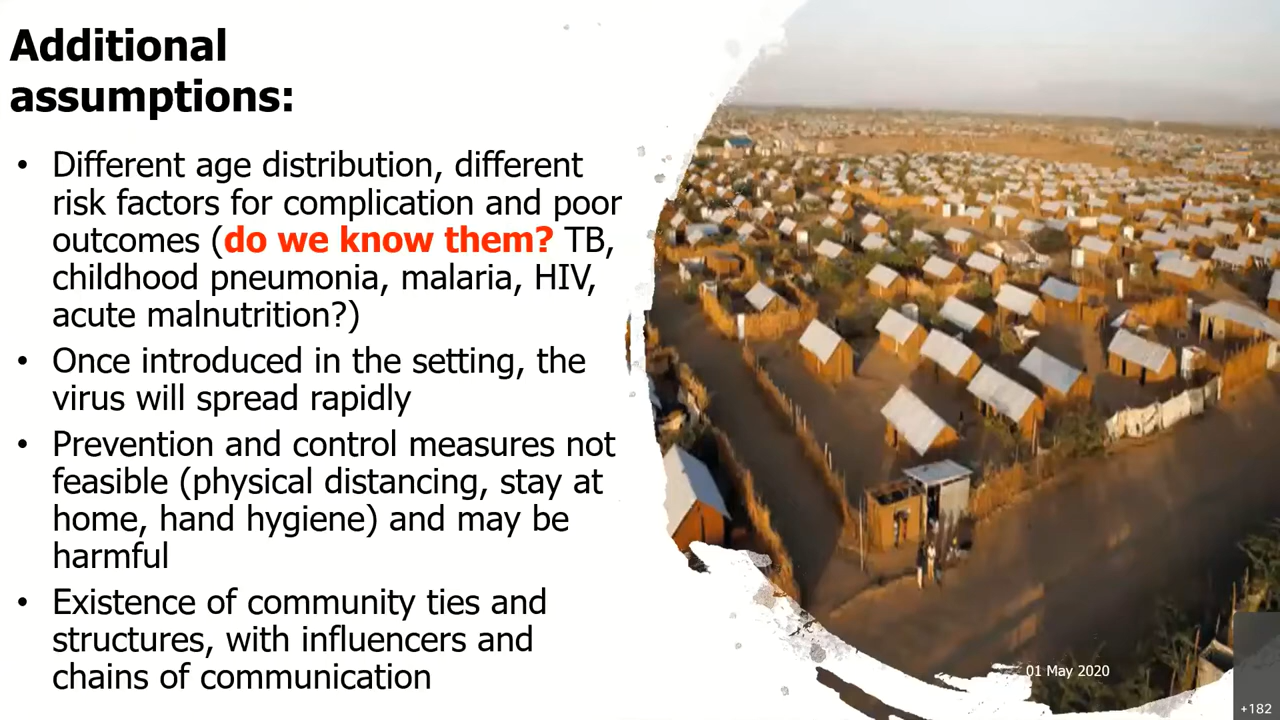 Additional
assumptions:
• Different age distribution, different
risk factors for complication and poor
outcomes (do we know them? TB,
childhood pneumonia, malaria, HIV,
acute malnutrition?)
• Once introduced in the setting, the
virus will spread rapidly
• Prevention and control measures not
feasible (physical distancing, stay at
home, hand hygiene) and may be
harmful
• Existence of community ties and
structures, with influencers and
chains of communication
01 May 2020
+182